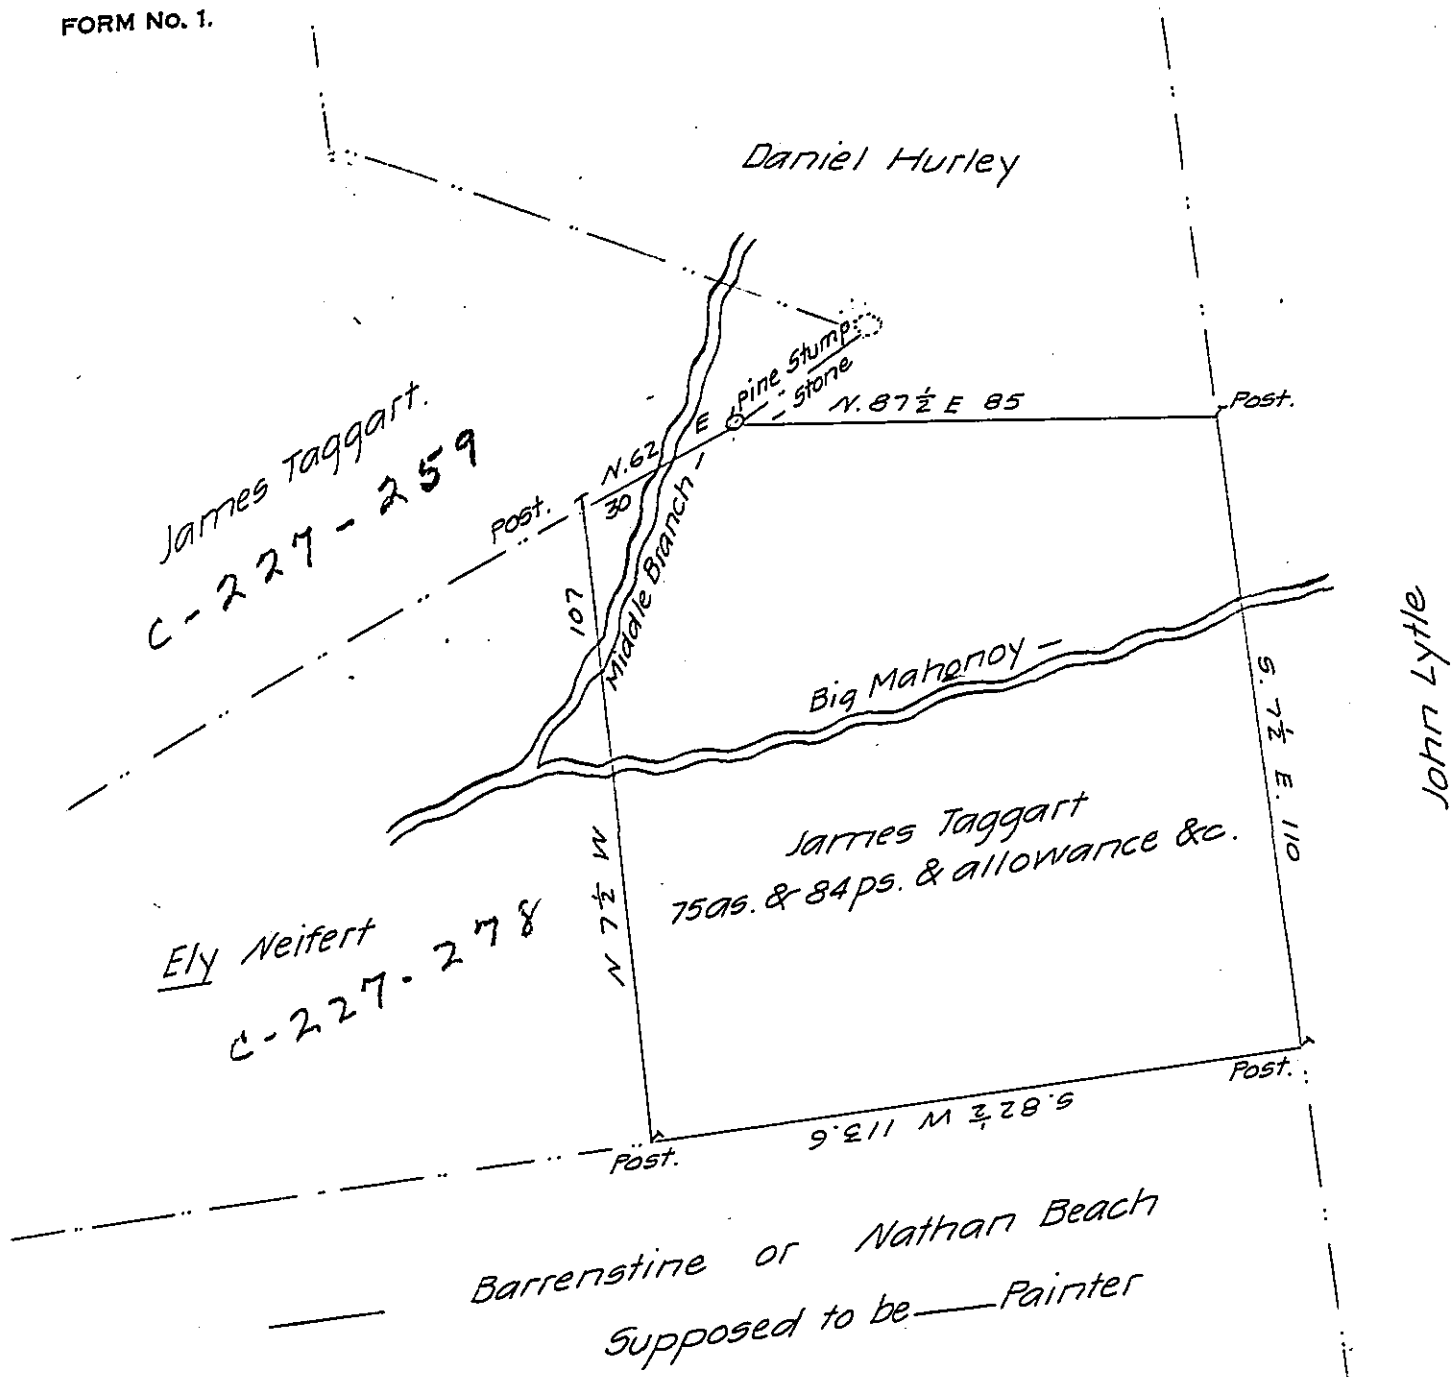 FORM No. 1.
Daniel Hurley
Pine Stump
Stone
N. 87½ E 85
Post.
James Taggart.
C-227-259
N. 62 E
30
Post.
Middle Branch
107
N 7½ W
Big Mahonoy
S. 7½ E. 110
John Lytle
James Taggart
75as. & 84ps. & allowance &c.
Ely Neifert
C-227-278
Post.
S. 82½ W 113.6
Post.
Barrenstine or Nathan Beach
Supposed to be — Painter